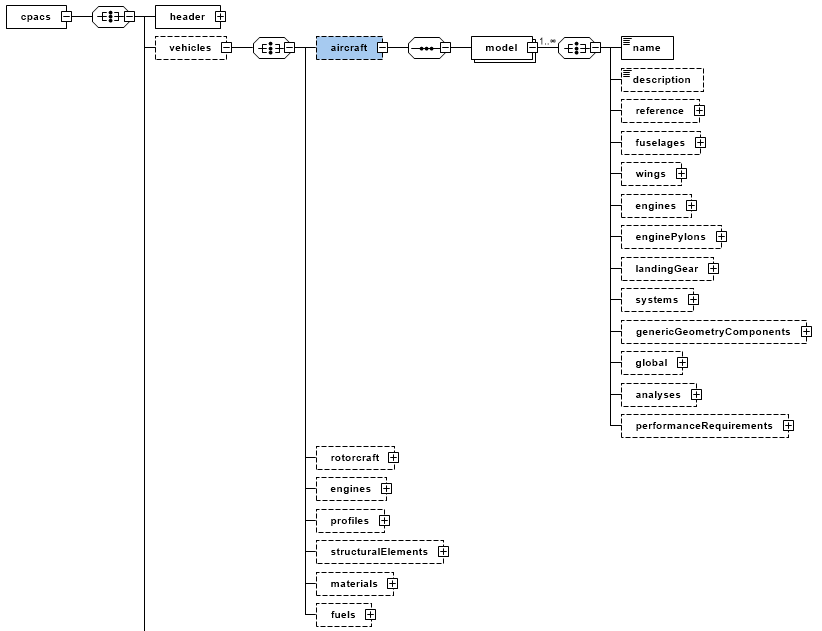 cpacs
header
vehicles
aircraft
model
1..∞
name
description
reference
fuselages
wings
engines
enginePylons
landingGear
systems
genericGeometryComponents
global
analyses
performanceRequirements
rotorcraft
engines
profiles
structuralElements
materials
fuels